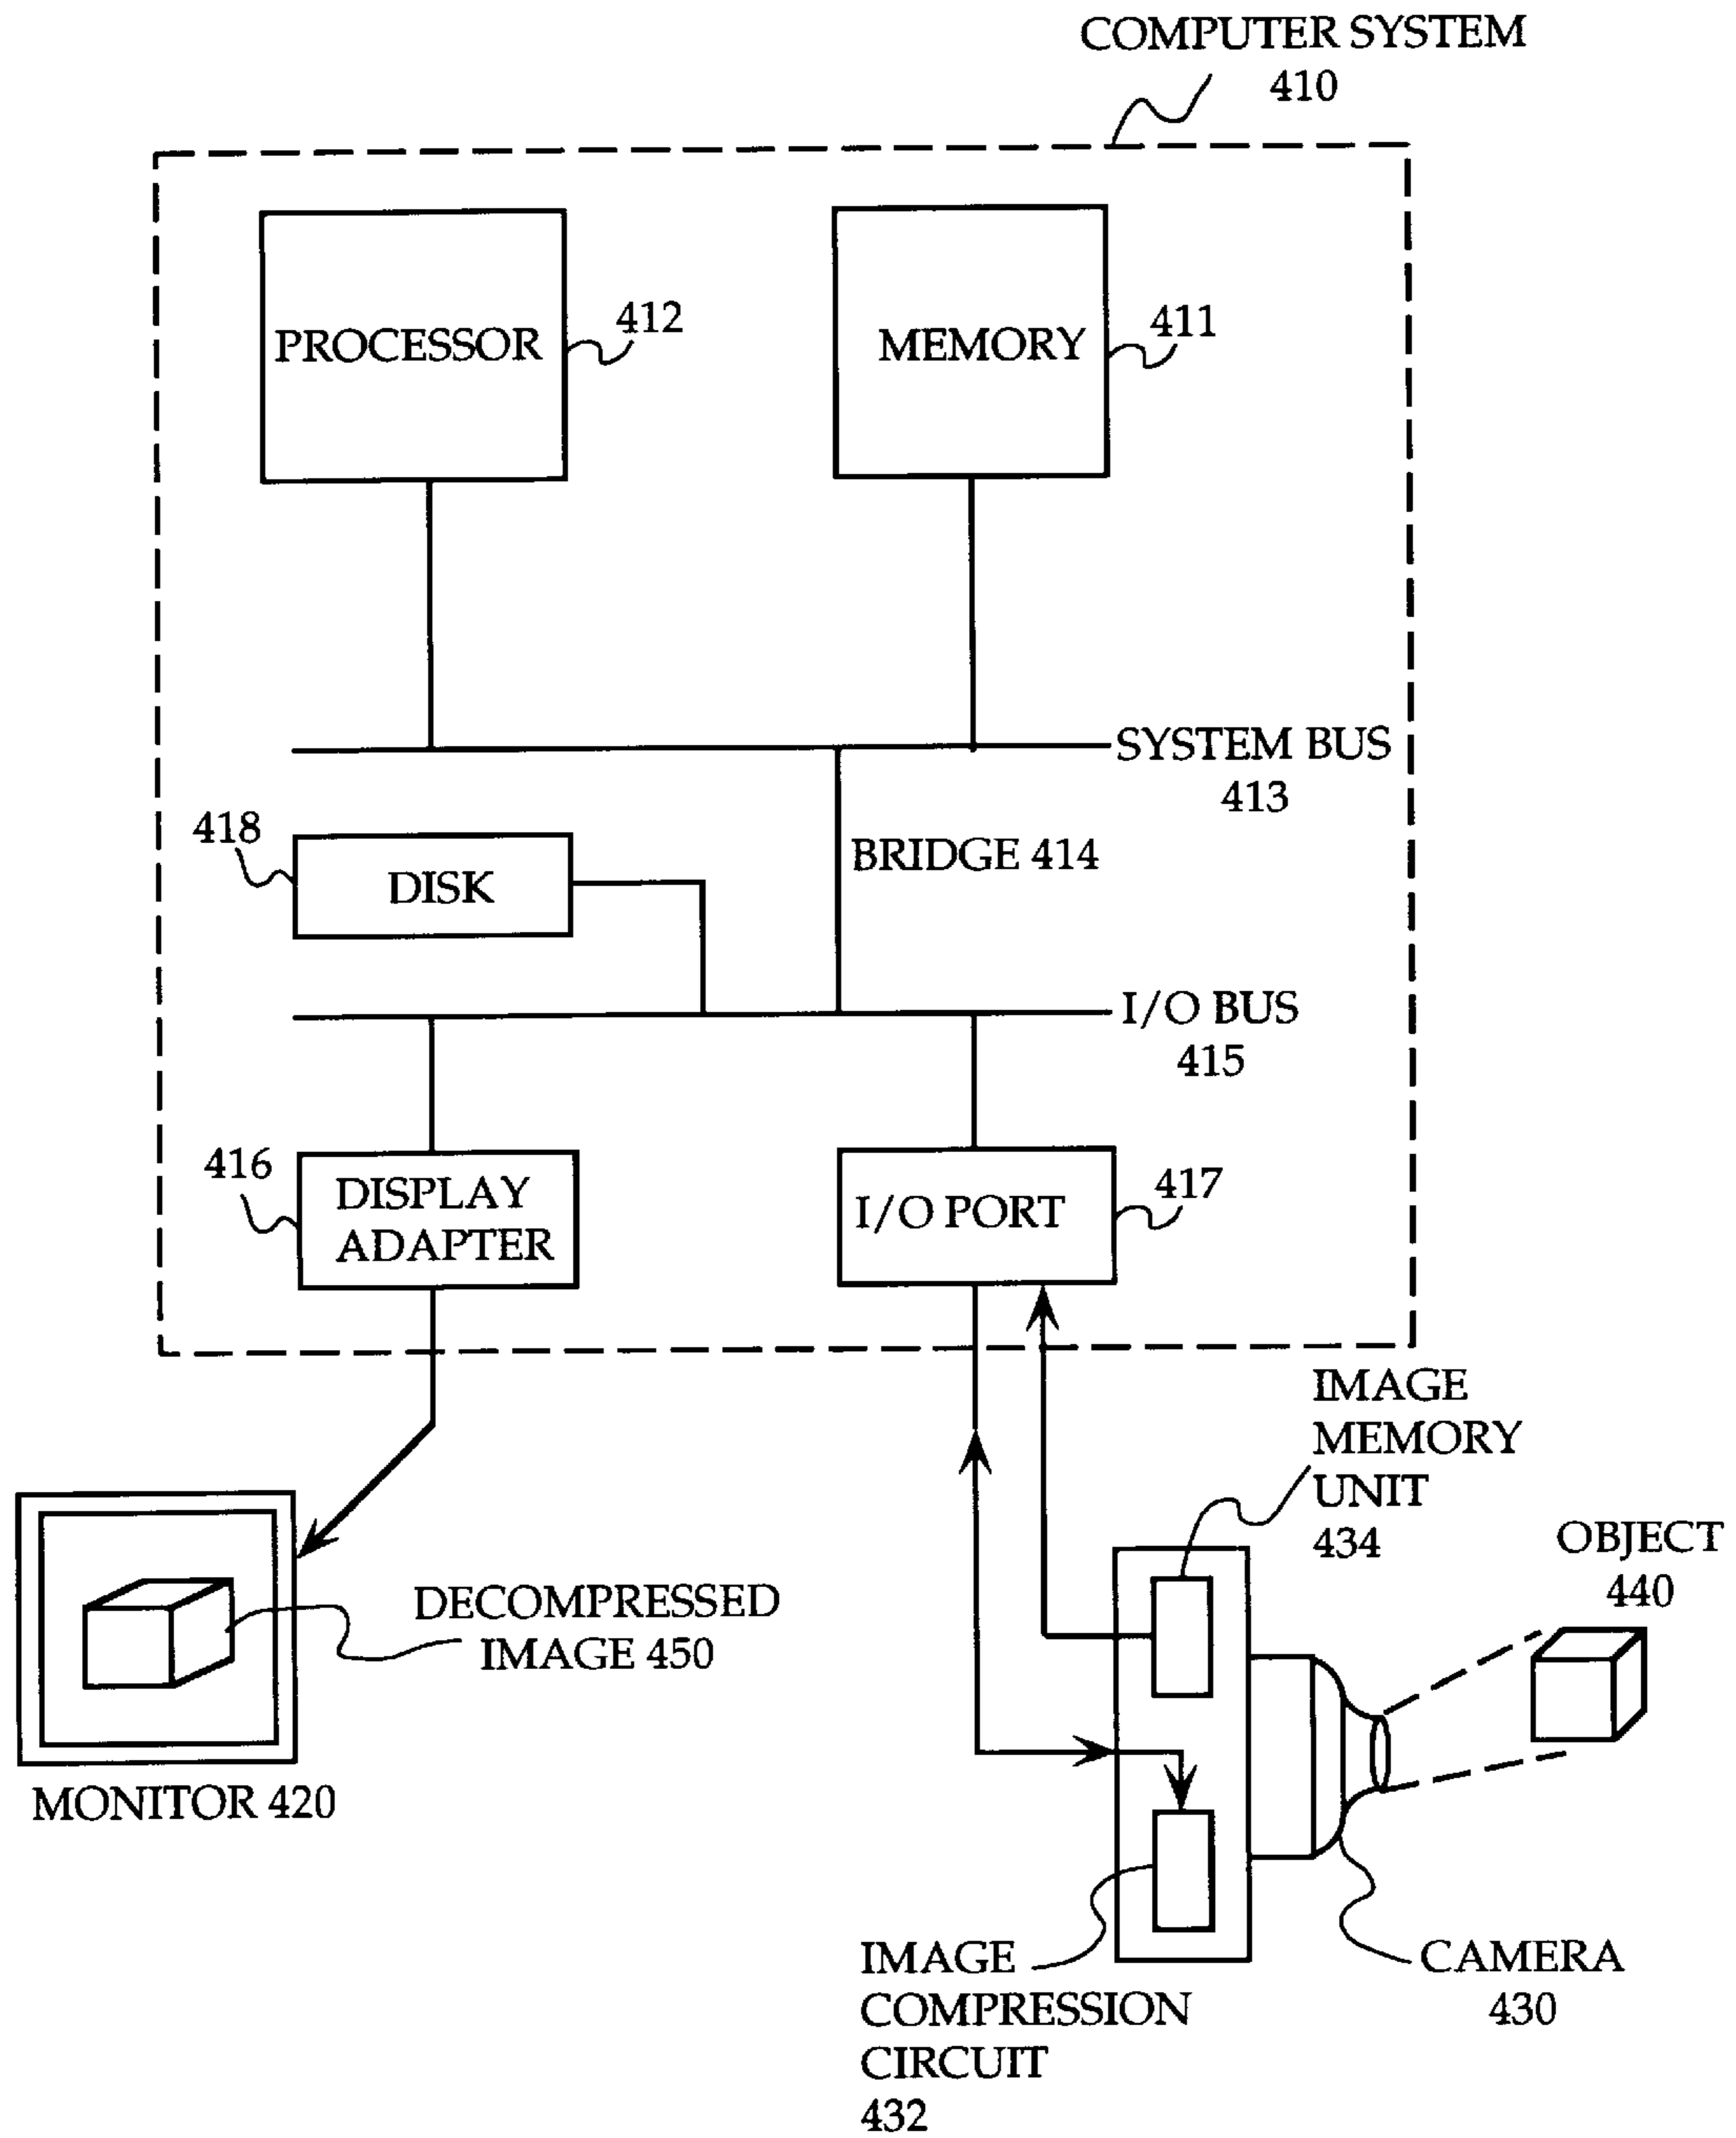 COMPUTER SYSTEM
410
PROCESSOR
412
MEMORY
411
SYSTEM BUS
413
418
DISK
BRIDGE 414
I/O BUS
415
416
DISPLAY
ADAPTER
I/O PORT
417
IMAGE
MEMORY
UNIT
434
OBJECT
440
DECOMPRESSED
IMAGE 450
MONITOR 420
IMAGE
COMPRESSION
CIRCUIT
432
CAMERA
430